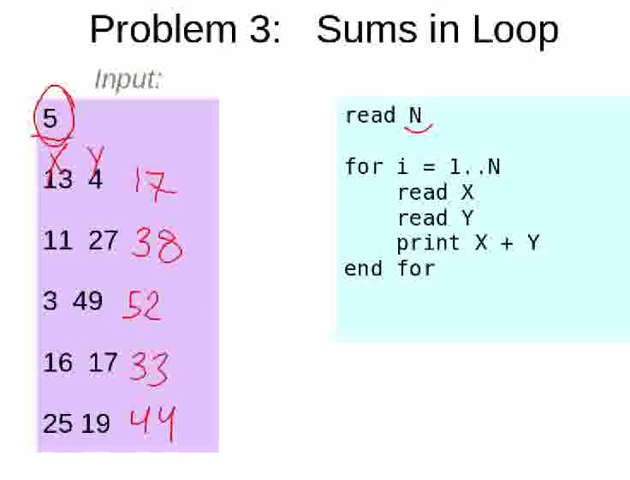 Problem 3: Sums in Loop
Input:
5
X Y
13 4 17
11 27 38
3 49 52
16 17 33
25 19 44
read N
for i = 1..N
read X
read Y
print X + Y
end for